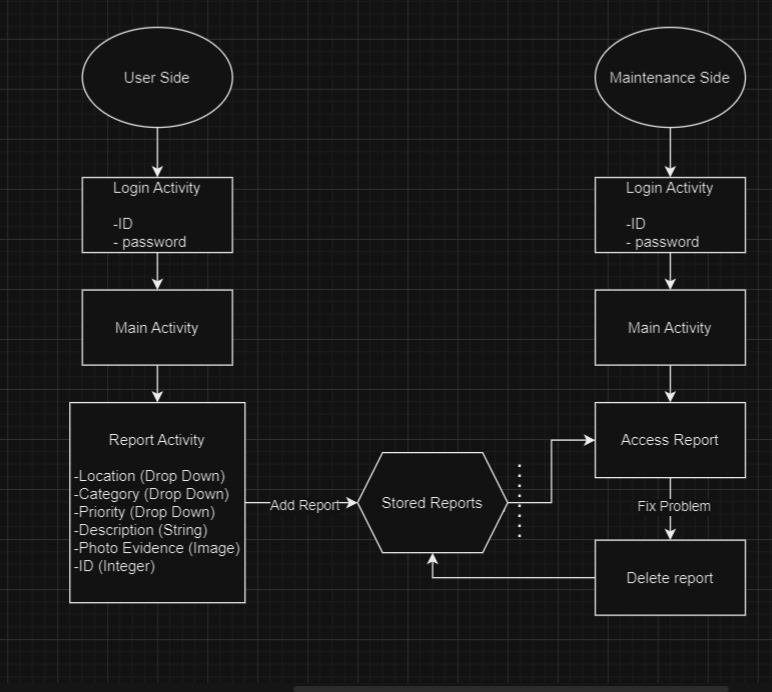 User Side
Login Activity
-ID
- password
Main Activity
Report Activity
-Location (Drop Down)
-Category (Drop Down)
-Priority (Drop Down)
-Description (String)
-Photo Evidence (Image)
-ID (Integer)
Add Report
Stored Reports
Maintenance Side
Login Activity
-ID
- password
Main Activity
Access Report
Fix Problem
Delete report